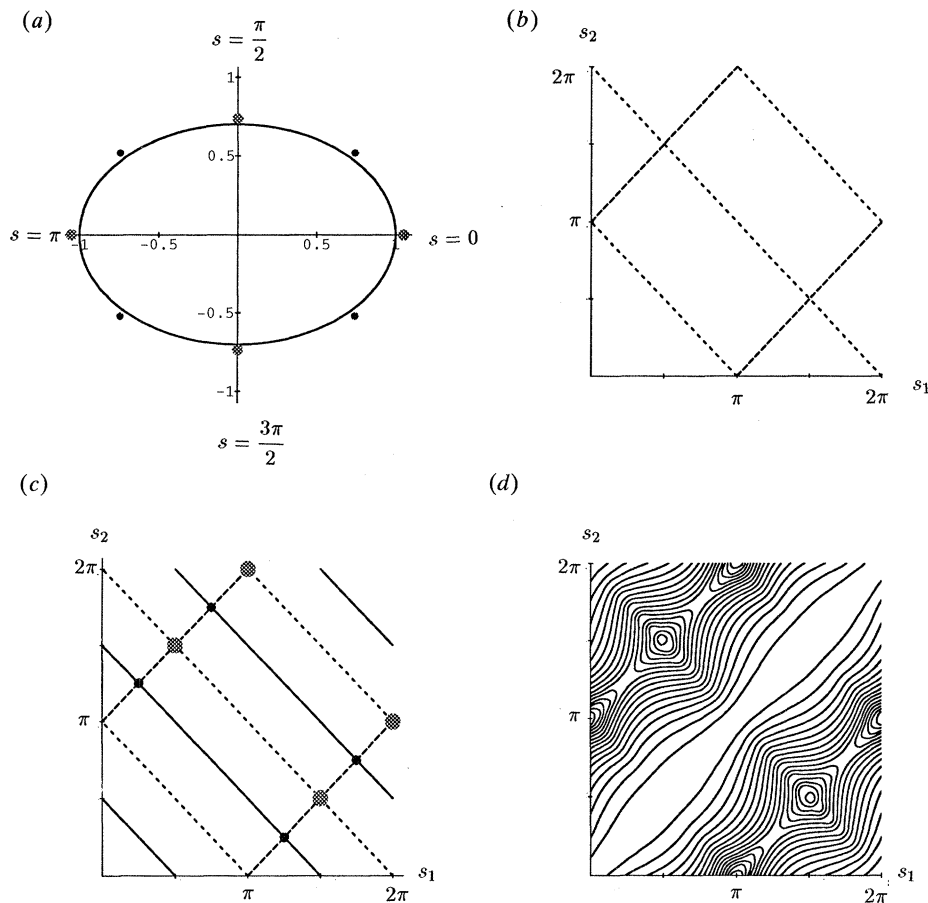 (a)
s = π/2
1
0.5
s = π
-1
-0.5
0.5
1
s = 0
-0.5
-1
s = 3π/2
(b)
s₂
2π
π
π
2π
s₁
(c)
s₂
2π
π
π
2π
s₁
(d)
s₂
2π
π
π
2π
s₁